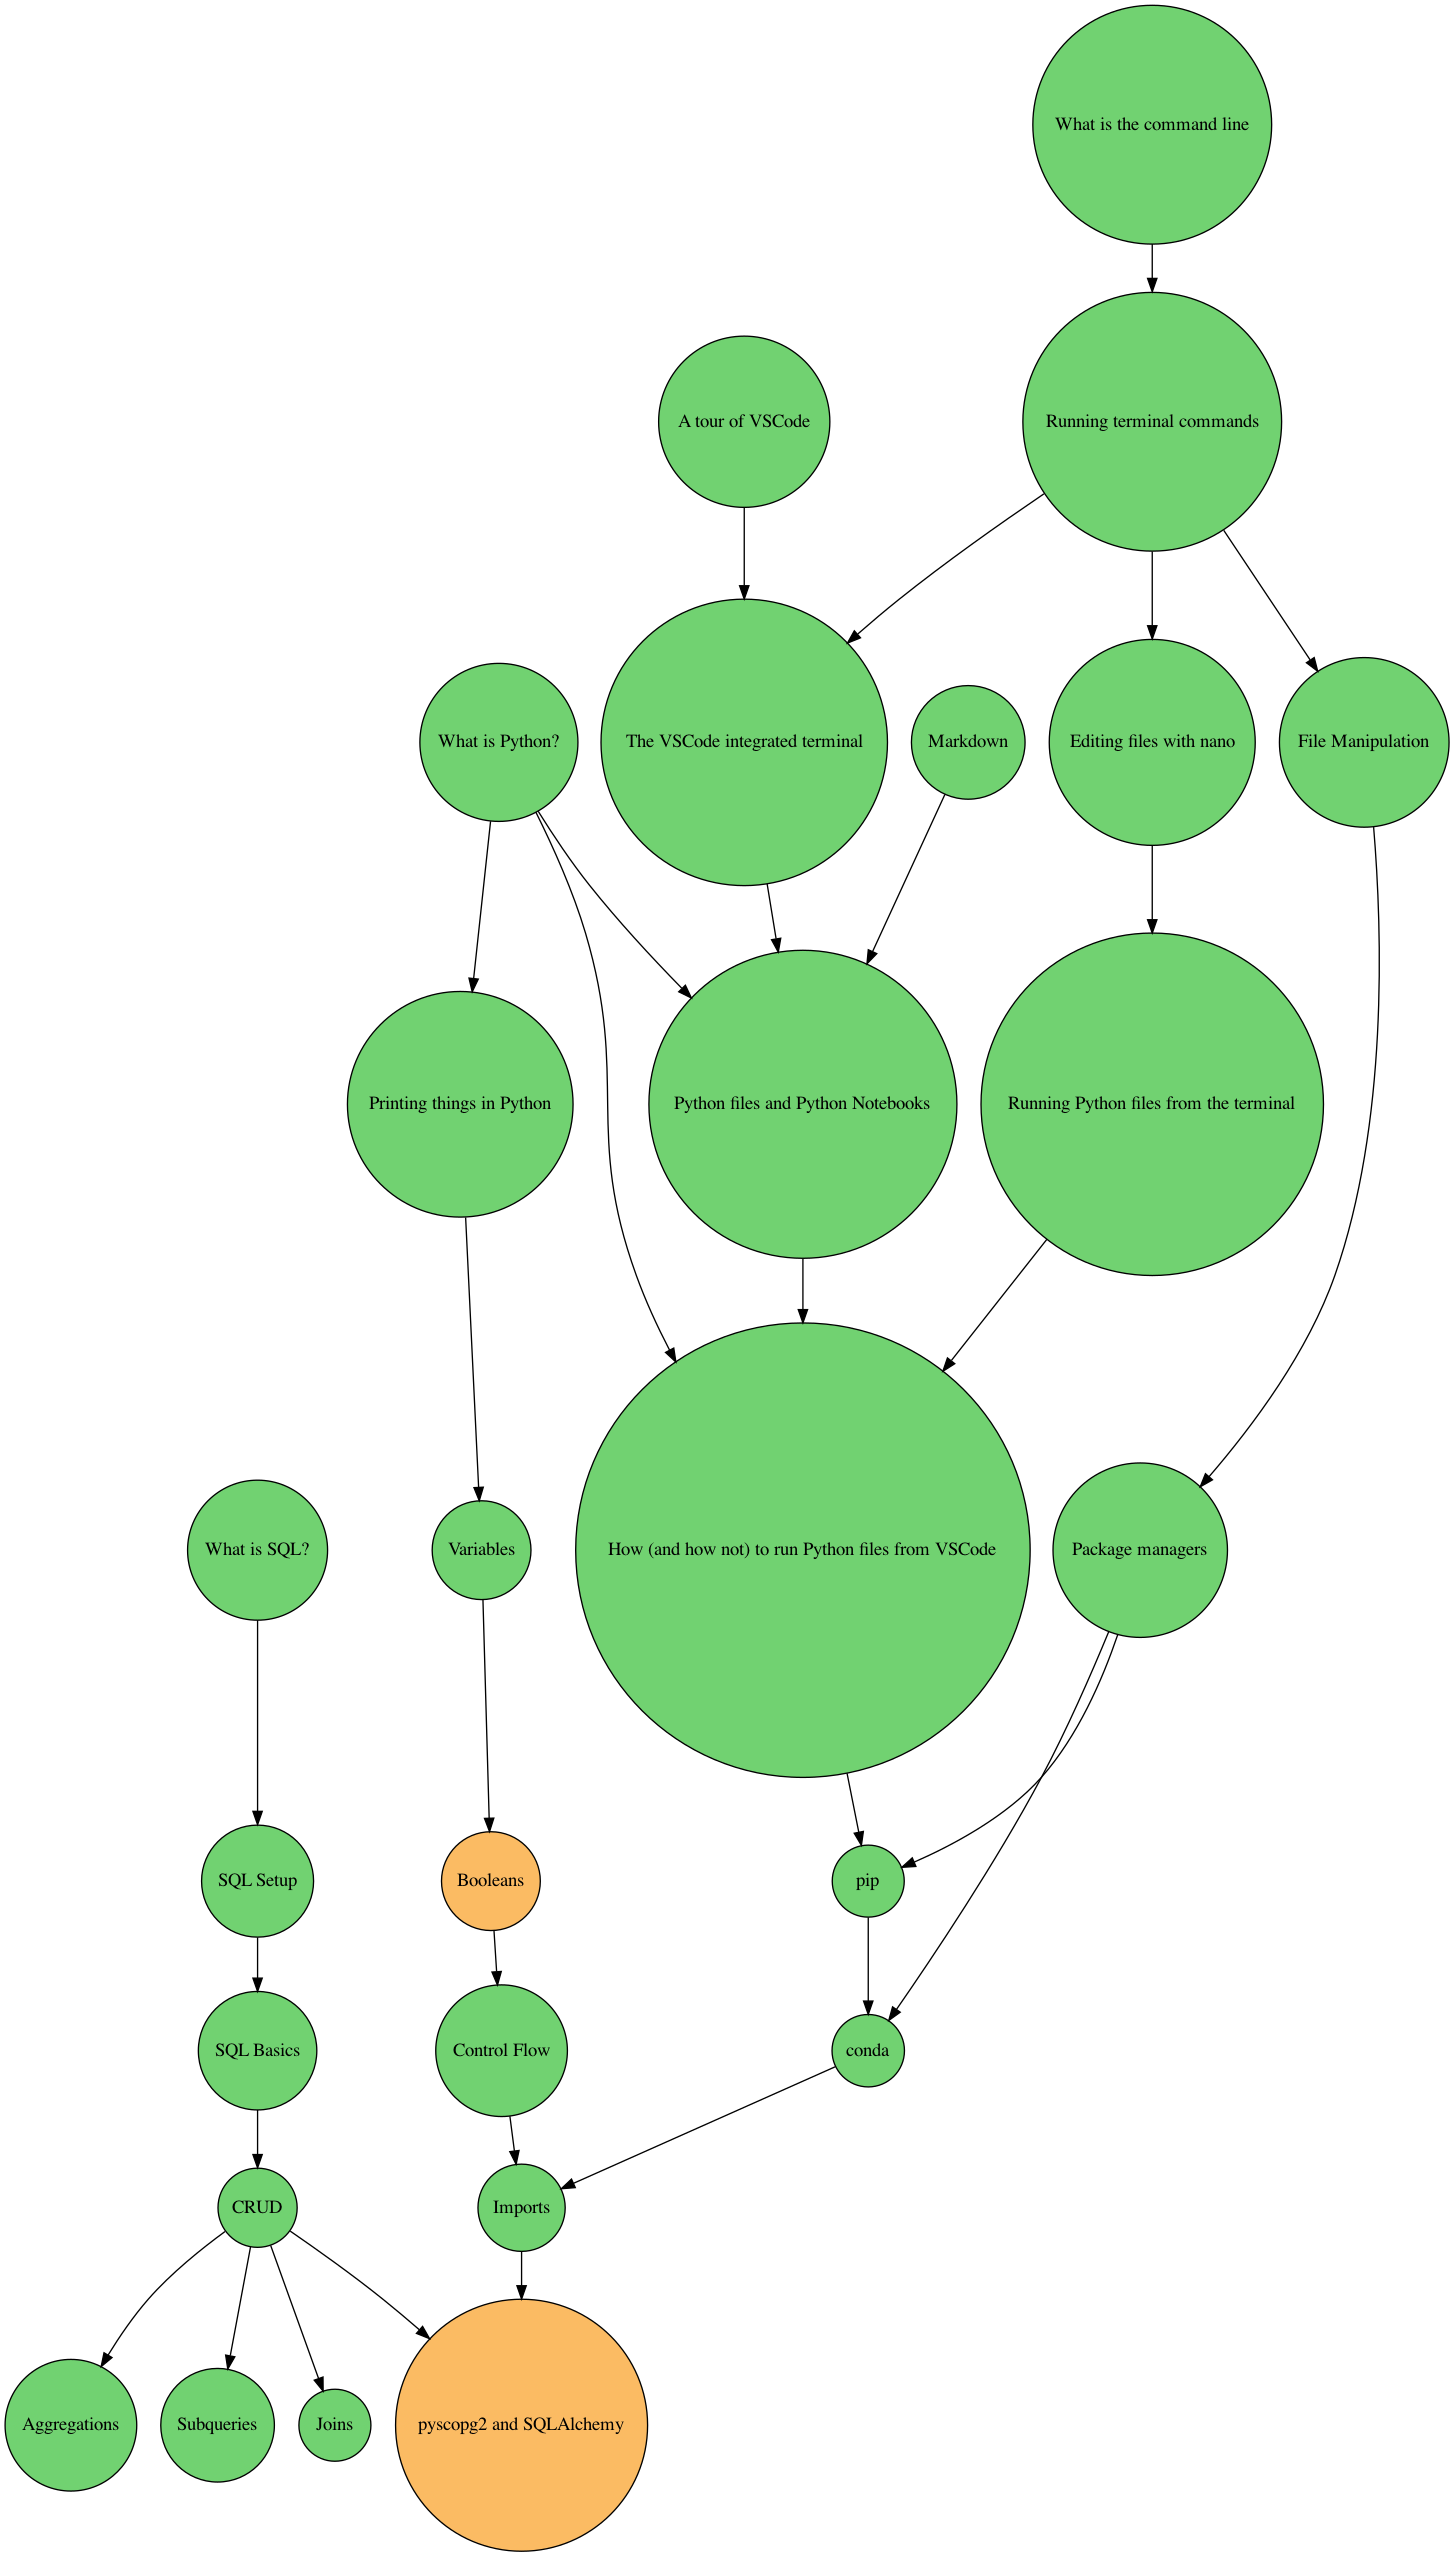 What is the command line
A tour of VSCode
Running terminal commands
What is Python?
The VSCode integrated terminal
Markdown
Editing files with nano
File Manipulation
Printing things in Python
Python files and Python Notebooks
Running Python files from the terminal
What is SQL?
Variables
How (and how not) to run Python files from VSCode
Package managers
SQL Setup
Booleans
pip
SQL Basics
Control Flow
conda
CRUD
Imports
Aggregations
Subqueries
Joins
pyscopg2 and SQLAlchemy